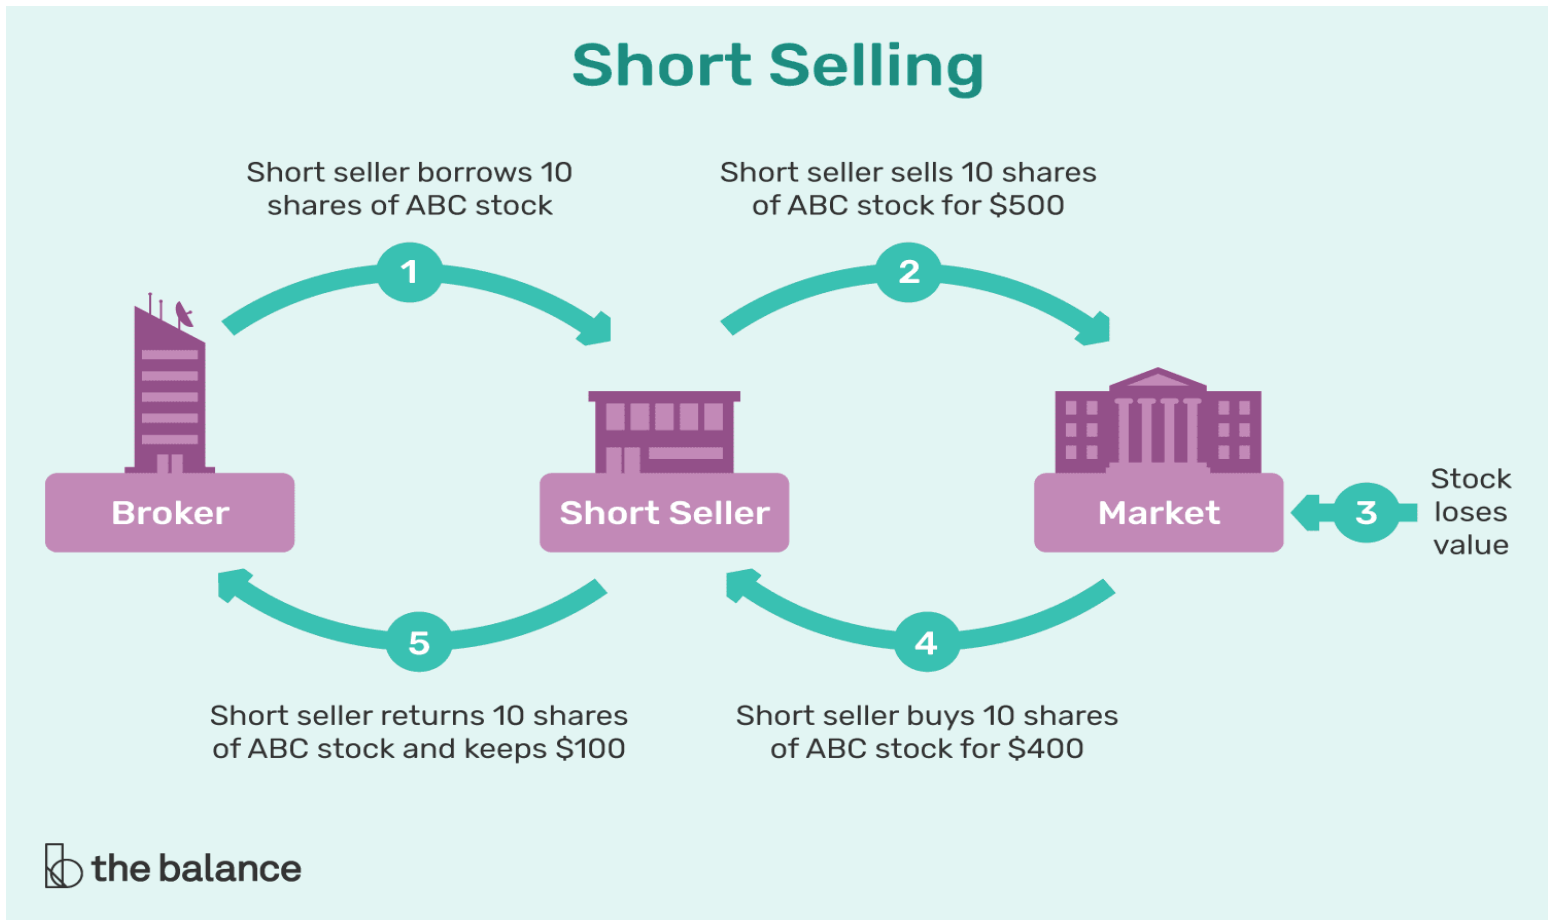 Short Selling
Short seller borrows 10
shares of ABC stock
Short seller sells 10 shares
of ABC stock for $500
1
2
Broker
Short Seller
Market
3
Stock
loses
value
5
4
Short seller returns 10 shares
of ABC stock and keeps $100
Short seller buys 10 shares
of ABC stock for $400
the balance